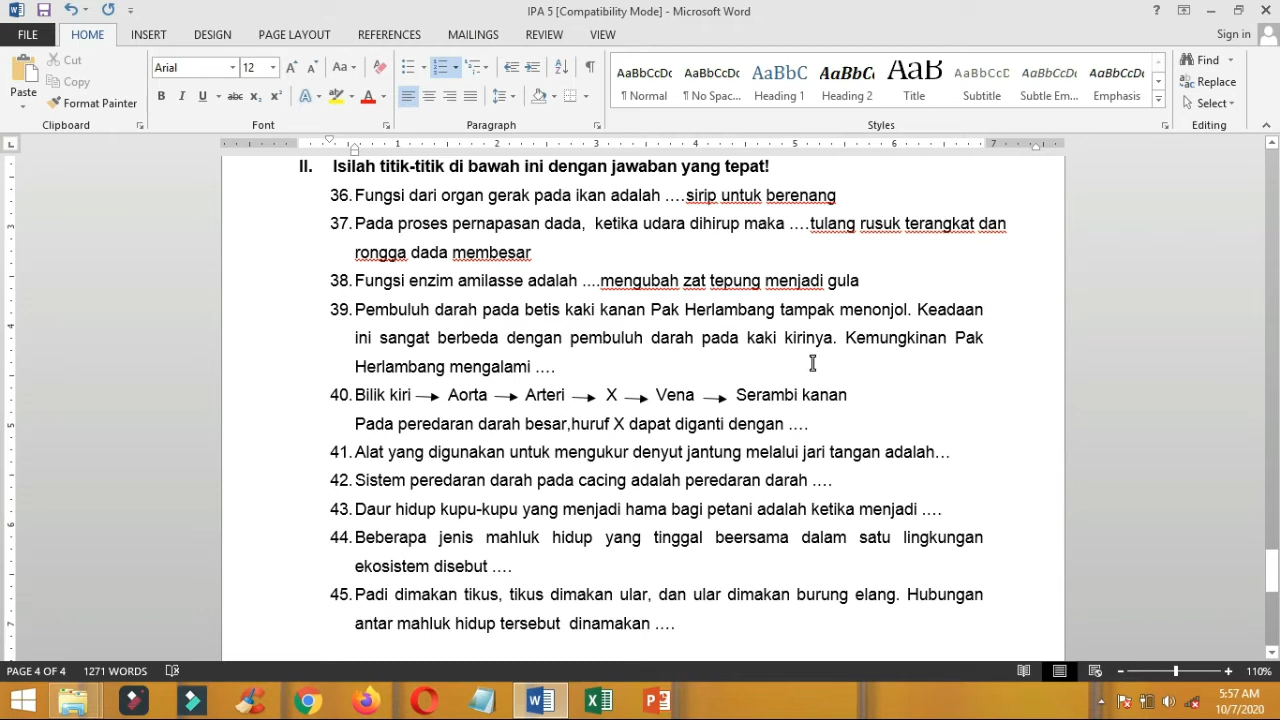 IPA 5 [Compatibility Mode] - Microsoft Word
FILE HOME INSERT DESIGN PAGE LAYOUT REFERENCES MAILINGS REVIEW VIEW Sign in
Paste Cut Copy Format Painter Clipboard
Arial 12 Font
Paragraph
AaBbCcDc ¶ Normal AaBbCcDc ¶ No Spac... AaBbC Heading 1 AaBbCc Heading 2 AaB Title AaBbCcD Subtitle AaBbCcDc Subtle Em... AaBbCcDc Emphasis Styles
Find Replace Select Editing
II. Isilah titik-titik di bawah ini dengan jawaban yang tepat!
36. Fungsi dari organ gerak pada ikan adalah ….sirip untuk berenang
37. Pada proses pernapasan dada, ketika udara dihirup maka ….tulang rusuk terangkat dan
rongga dada membesar
38. Fungsi enzim amilasse adalah ....mengubah zat tepung menjadi gula
39. Pembuluh darah pada betis kaki kanan Pak Herlambang tampak menonjol. Keadaan
ini sangat berbeda dengan pembuluh darah pada kaki kirinya. Kemungkinan Pak
Herlambang mengalami ….
40. Bilik kiri → Aorta → Arteri → X → Vena → Serambi kanan
Pada peredaran darah besar,huruf X dapat diganti dengan ….
41. Alat yang digunakan untuk mengukur denyut jantung melalui jari tangan adalah…
42. Sistem peredaran darah pada cacing adalah peredaran darah ….
43. Daur hidup kupu-kupu yang menjadi hama bagi petani adalah ketika menjadi ….
44. Beberapa jenis mahluk hidup yang tinggal beersama dalam satu lingkungan
ekosistem disebut ….
45. Padi dimakan tikus, tikus dimakan ular, dan ular dimakan burung elang. Hubungan
antar mahluk hidup tersebut dinamakan ….
PAGE 4 OF 4 1271 WORDS 110%
5:57 AM
10/7/2020